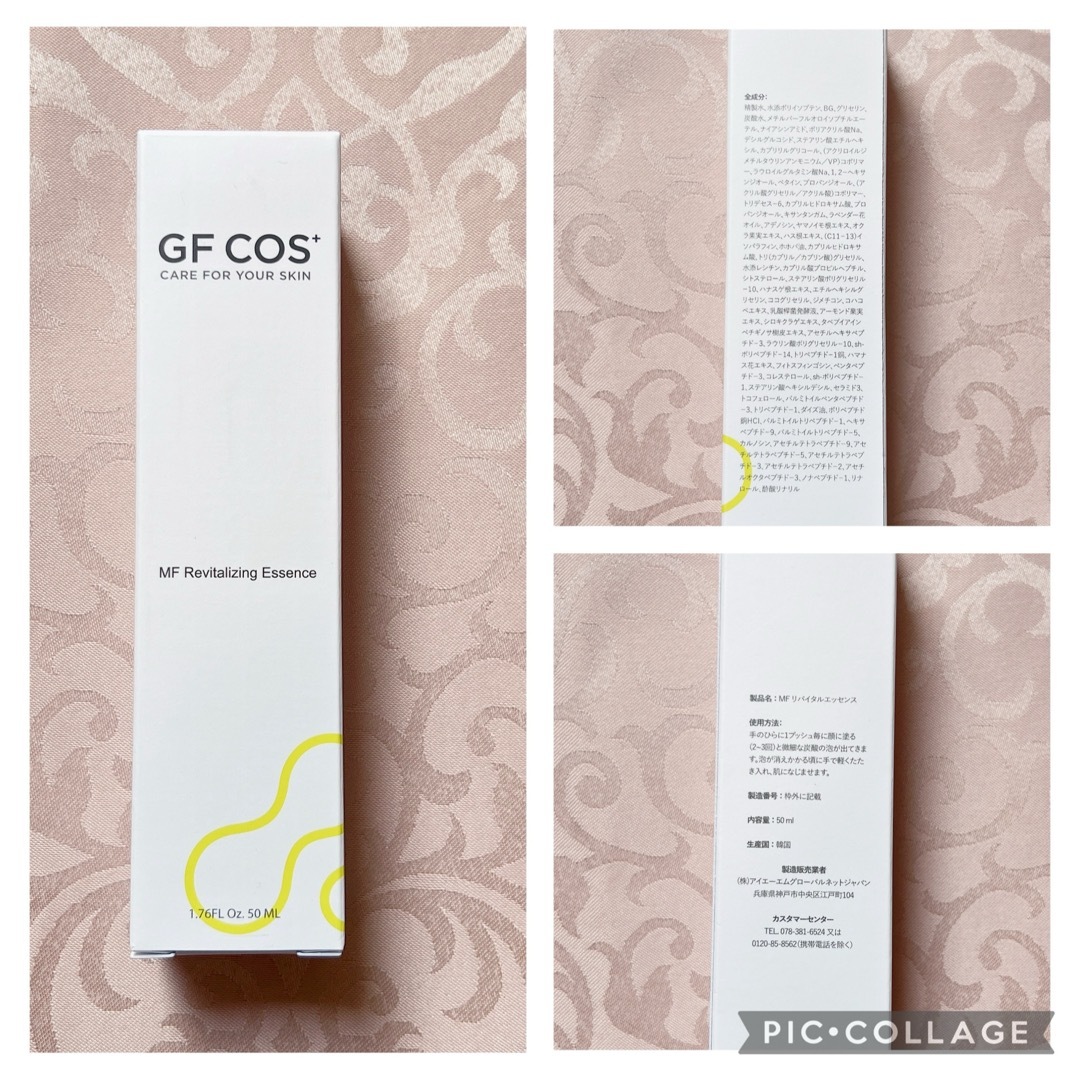 GF COS+
CARE FOR YOUR SKIN
MF Revitalizing Essence
1.76FL Oz. 50 ML
全成分:
精製水、水添ポリイソブテン、BG、グリセリン、
炭酸水、メチルパーフルオロイソブチルエー
テル、ナイアシンアミド、ポリアクリル酸Na、
デシルグルコシド、ステアリン酸エチルヘキ
シル、カプリリルグリコール、(アクリロイルジ
メチルタウリンアンモニウム/VP)コポリマ
ー、ラウロイルグルタミン酸Na、1,2-ヘキサ
ンジオール、ベタイン、プロパンジオール、(ア
クリル酸グリセリル/アクリル酸)コポリマー、
トリデセス-6、カプリルヒドロキサム酸、プロ
パンジオール、キサンタンガム、ラベンダー花
オイル、アデノシン、ヤマノイモ根エキス、オク
ラ果実エキス、ハス根エキス、(C11-13)イ
ソパラフィン、ホホバ油、カプリルヒドロキサ
ム酸、トリ(カプリル/カプリン酸)グリセリル、
水添レシチン、カプリル酸プロピルヘプチル、
シトステロール、ステアリン酸ポリグリセリル
-10、ハナスゲ根エキス、エチルヘキシルグ
リセリン、ココグリセリル、ジメチコン、コハコ
ベエキス、乳酸桿菌発酵液、アーモンド果実
エキス、シロキクラゲエキス、タベブイアイン
ペチギノサ樹皮エキス、アセチルヘキサペプ
チド-3、ラウリン酸ポリグリセリル-10、sh-
ポリペプチド-14、トリペプチド-1銅、ハマナ
ス花エキス、フィトスフィンゴシン、ペンタペプ
チド-3、コレステロール、sh-ポリペプチド-
1、ステアリン酸ヘキシルデシル、セラミド3、
トコフェロール、パルミトイルペンタペプチド
-3、トリペプチド-1、ダイズ油、ポリペプチド
銅HCl、パルミトイルトリペプチド-1、ヘキサ
ペプチド-9、パルミトイルトリペプチド-5、
カルノシン、アセチルテトラペプチド-9、アセ
チルテトラペプチド-5、アセチルテトラペプ
チド-3、アセチルテトラペプチド-2、アセチ
ルオクタペプチド-3、ノナペプチド-1、リナ
ロール、酢酸リナリル
製品名:MF リバイタルエッセンス
使用方法:
手のひらに1プッシュ毎に顔に塗る
(2~3回)と微細な炭酸の泡が出てきま
す。泡が消えかかる頃に手で軽くたた
き入れ、肌になじませます。
製造番号:枠外に記載
内容量:50 ml
生産国:韓国
製造販売業者
(株)アイエーエムグローバルネットジャパン
兵庫県神戸市中央区江戸町104
カスタマーセンター
TEL. 078-381-6524 又は
0120-85-8562(携帯電話を除く)
PIC•COLLAGE